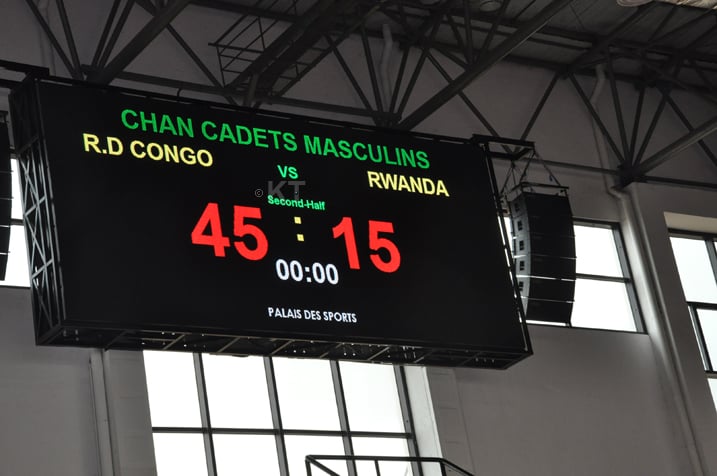 CHAN CADETS MASCULINS
R.D CONGO
VS
RWANDA
© KT
Second-Half
45 : 15
00:00
PALAIS DES SPORTS